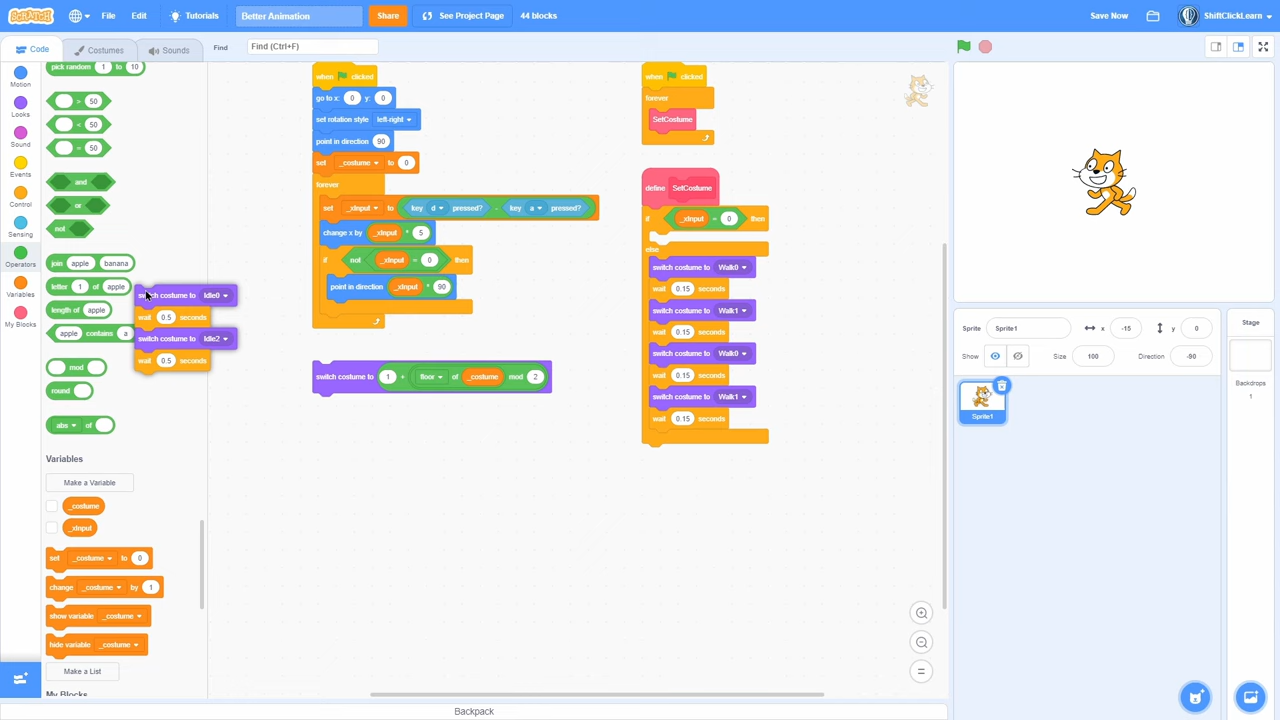 SCRATCH File Edit Tutorials Better Animation Share See Project Page 44 blocks Save Now ShiftClickLearn
Code Costumes Sounds Find Find (Ctrl+F)
Motion
Looks
Sound
Events
Control
Sensing
Operators
Variables
My Blocks
pick random 1 to 10
> 50
< 50
= 50
and
or
not
join apple banana
letter 1 of apple
length of apple
apple contains a
mod
round
abs of
Variables
Make a Variable
_costume
_xInput
set _costume to 0
change _costume by 1
show variable _costume
hide variable _costume
Make a List
My Blocks
switch costume to Idle0
wait 0.5 seconds
switch costume to Idle2
wait 0.5 seconds
when clicked
go to x: 0 y: 0
set rotation style left-right
point in direction 90
set _costume to 0
forever
set _xInput to key d pressed? - key a pressed?
change x by _xInput * 5
if not _xInput = 0 then
point in direction _xInput * 90
switch costume to 1 + floor of _costume mod 2
when clicked
forever
SetCostume
define SetCostume
if _xInput = 0 then
else
switch costume to Walk0
wait 0.15 seconds
switch costume to Walk1
wait 0.15 seconds
switch costume to Walk0
wait 0.15 seconds
switch costume to Walk1
wait 0.15 seconds
Sprite Sprite1 x -15 y 0
Show Size 100 Direction -90
Sprite1
Stage
Backdrops
1
Backpack